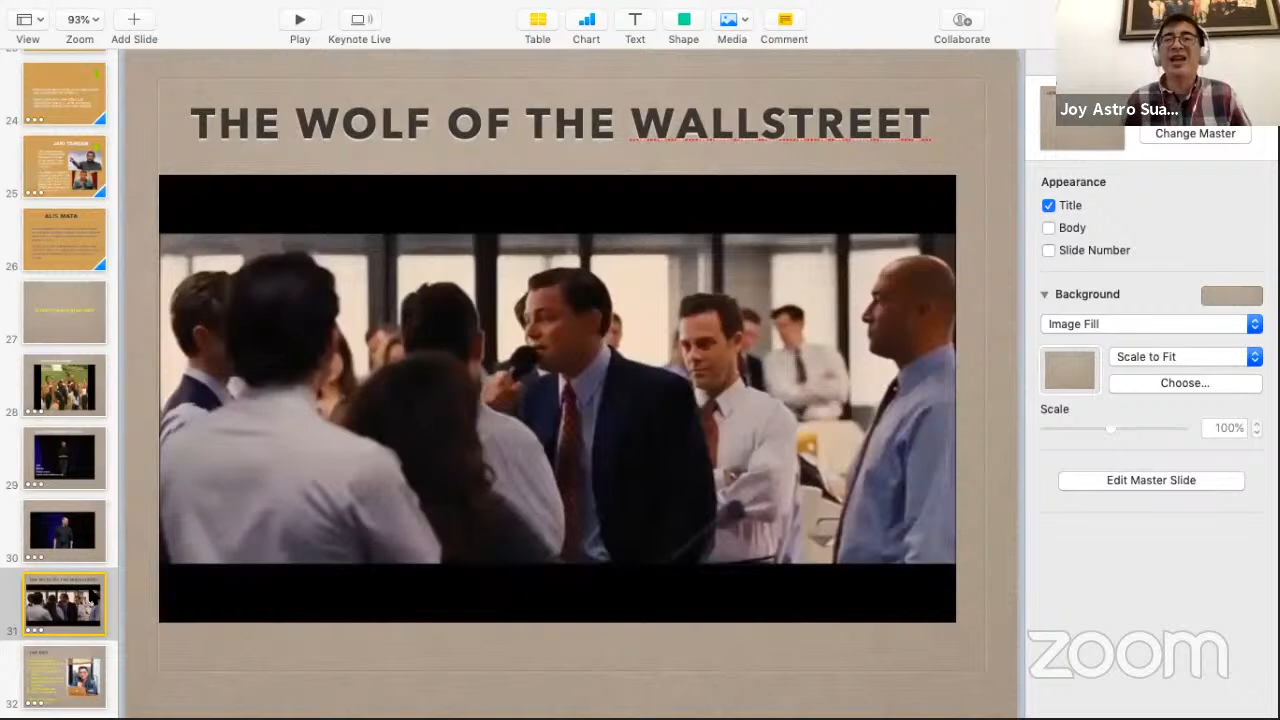 93%
View
Zoom
Add Slide
Play
Keynote Live
Table
Chart
Text
Shape
Media
Comment
Collaborate
Joy Astro Sua...
Change Master
24
25
ALIS MATA
26
27
28
29
30
31
32
THE WOLF OF THE WALLSTREET
Appearance
Title
Body
Slide Number
Background
Image Fill
Scale to Fit
Choose...
Scale
100%
Edit Master Slide
zoom